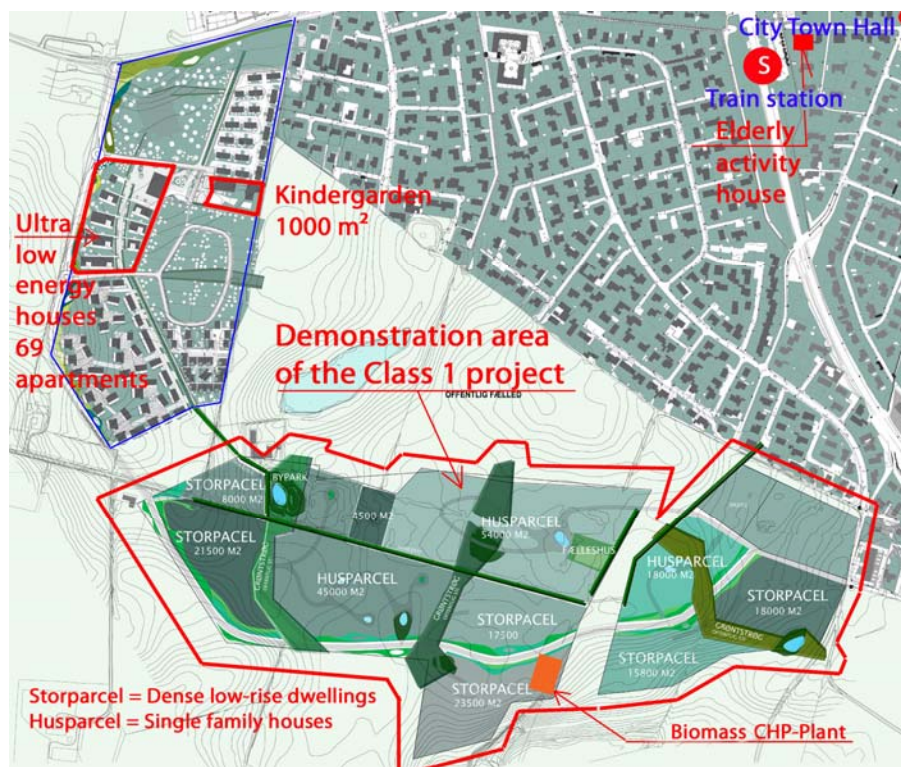 City Town Hall
S
Train station
Elderly
activity
house
Kindergarden
1000 m²
Ultra
low
energy
houses
69
apartments
Demonstration area
of the Class 1 project
OFFENTLIG FÆLLED
STORPACEL
8000 M2
BYPARK
4500 M2
STORPACEL
21500 M2
HUSPARCEL
54000 M2
FÆLLESHUS
HUSPARCEL
45000 M2
HUSPARCEL
18000 M2
GRØNTSTRØG
GRØNTSTRØG
GRØNTSTRØG
STORPACEL
18000 M2
STORPACEL
17500
STORPACEL
15800 M2
STORPACEL
23500 M2
Storparcel = Dense low-rise dwellings
Husparcel = Single family houses
Biomass CHP-Plant